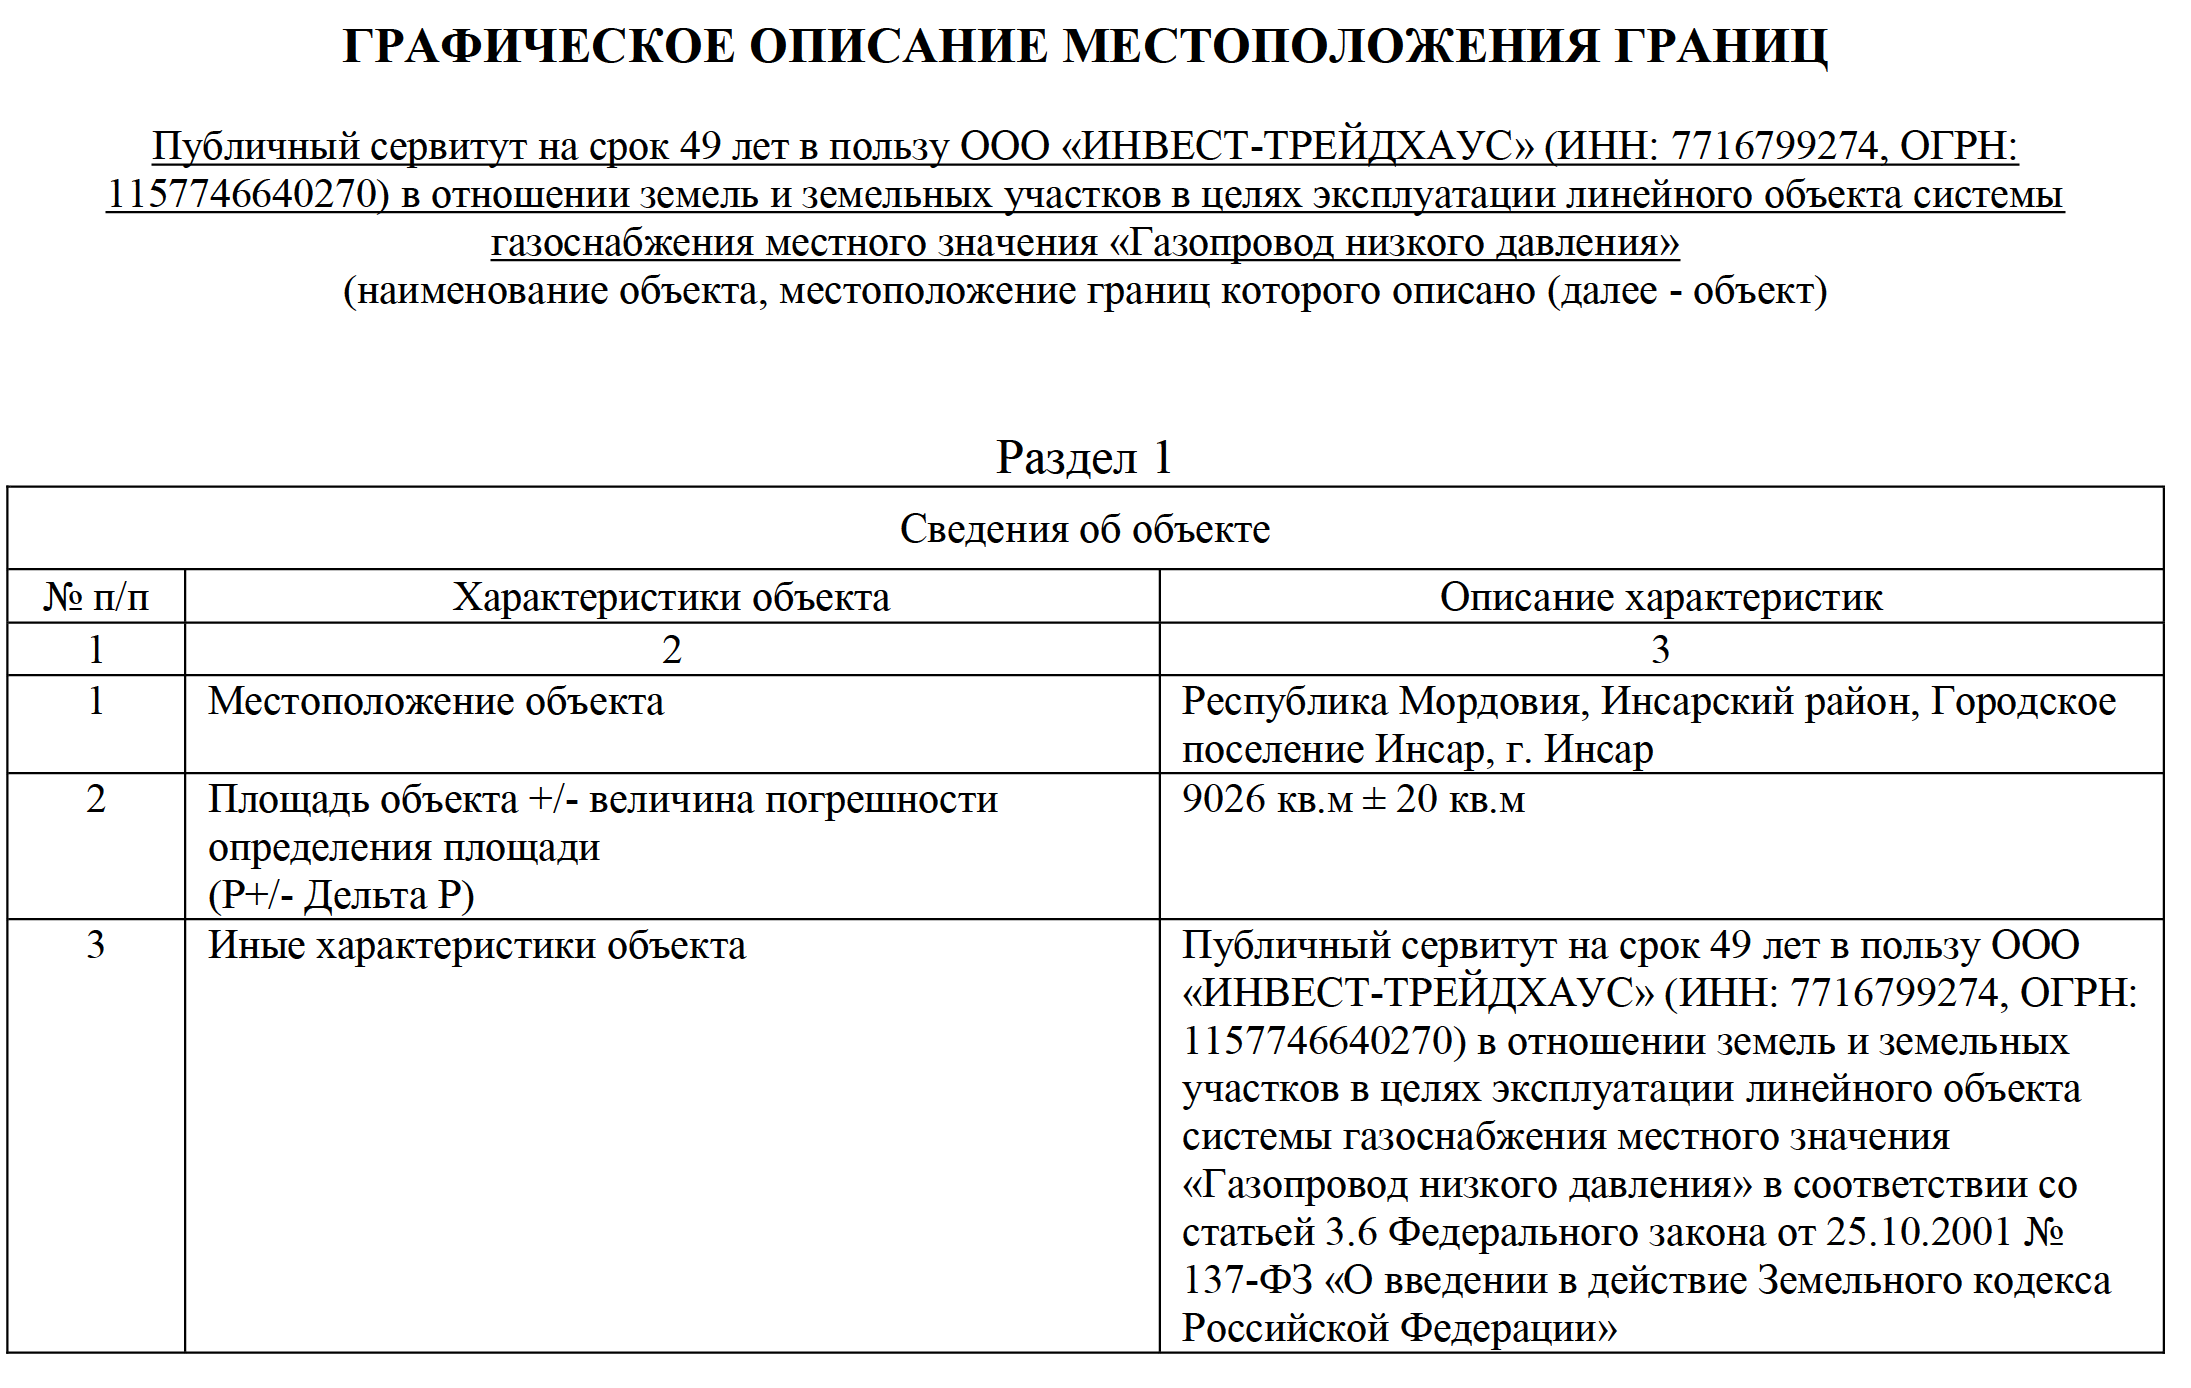 ГРАФИЧЕСКОЕ ОПИСАНИЕ МЕСТОПОЛОЖЕНИЯ ГРАНИЦ
Публичный сервитут на срок 49 лет в пользу ООО «ИНВЕСТ-ТРЕЙДХАУС» (ИНН: 7716799274, ОГРН:
1157746640270) в отношении земель и земельных участков в целях эксплуатации линейного объекта системы
газоснабжения местного значения «Газопровод низкого давления»
(наименование объекта, местоположение границ которого описано (далее - объект)
Раздел 1
Сведения об объекте
№ п/п Характеристики объекта Описание характеристик
1 2 3
1 Местоположение объекта Республика Мордовия, Инсарский район, Городское
поселение Инсар, г. Инсар
2 Площадь объекта +/- величина погрешности 9026 кв.м ± 20 кв.м
определения площади
(P+/- Дельта P)
3 Иные характеристики объекта Публичный сервитут на срок 49 лет в пользу ООО
«ИНВЕСТ-ТРЕЙДХАУС» (ИНН: 7716799274, ОГРН:
1157746640270) в отношении земель и земельных
участков в целях эксплуатации линейного объекта
системы газоснабжения местного значения
«Газопровод низкого давления» в соответствии со
статьей 3.6 Федерального закона от 25.10.2001 №
137-ФЗ «О введении в действие Земельного кодекса
Российской Федерации»